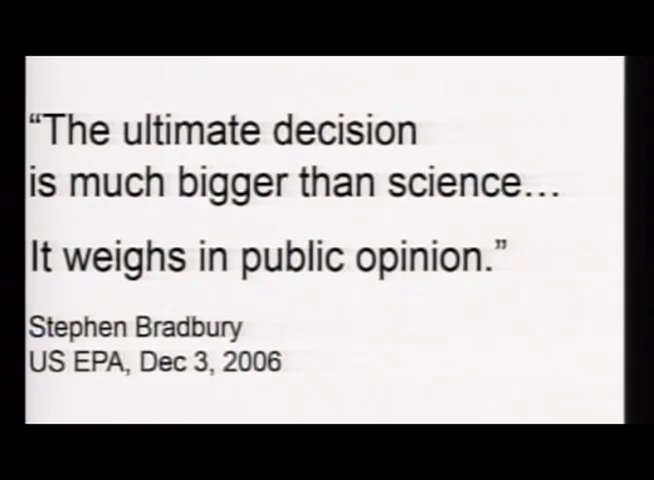 “The ultimate decision
is much bigger than science…
It weighs in public opinion.”
Stephen Bradbury
US EPA, Dec 3, 2006